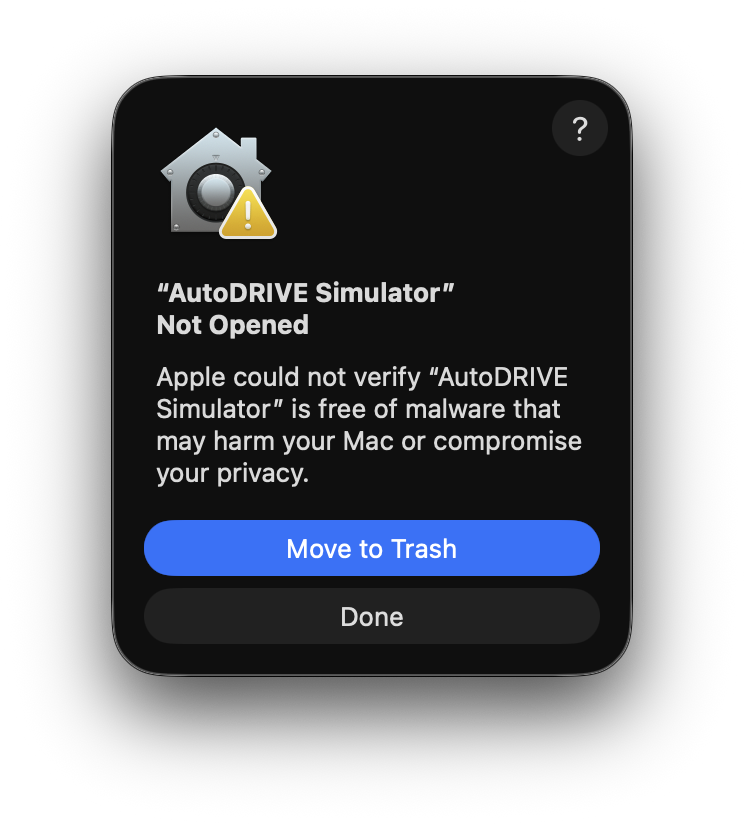 ?
“AutoDRIVE Simulator”
Not Opened
Apple could not verify “AutoDRIVE
Simulator” is free of malware that
may harm your Mac or compromise
your privacy.
Move to Trash
Done